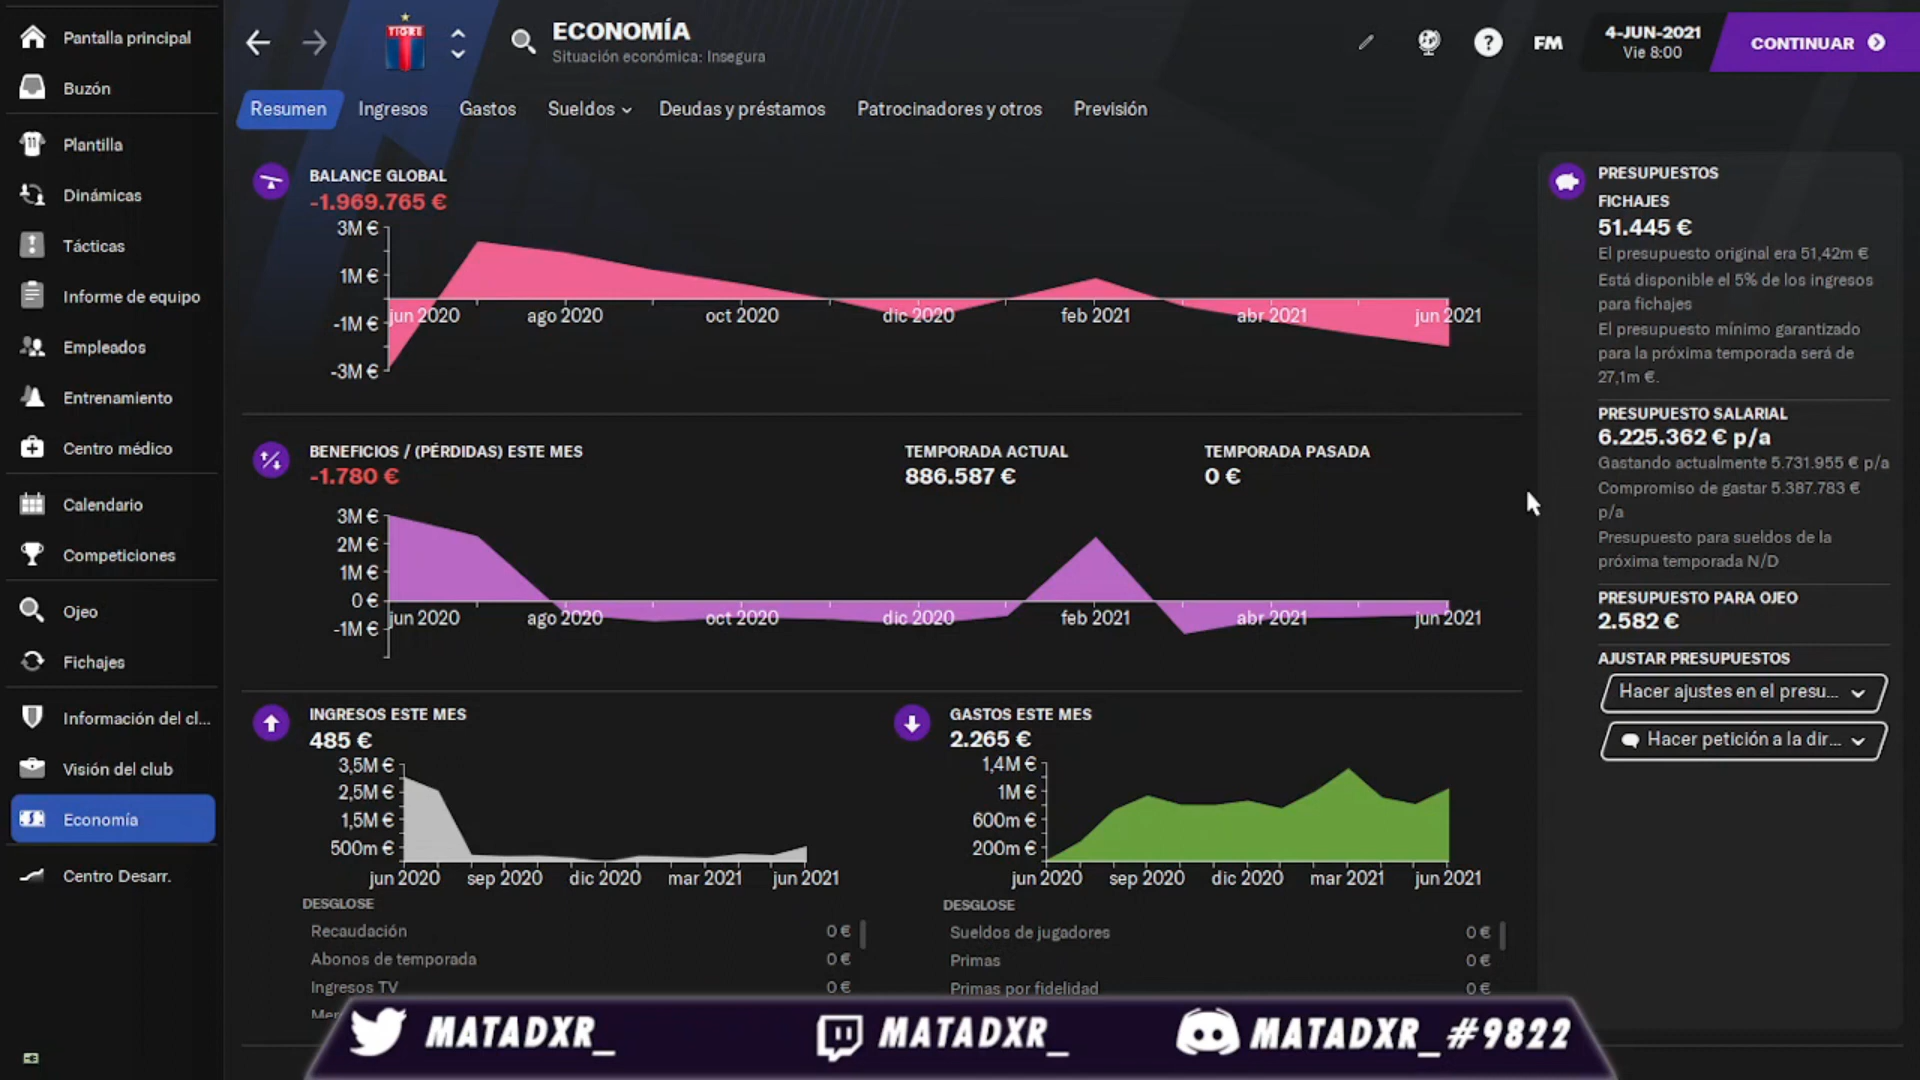 Pantalla principal
Buzón
Plantilla
Dinámicas
Tácticas
Informe de equipo
Empleados
Entrenamiento
Centro médico
Calendario
Competiciones
Ojeo
Fichajes
Información del cl...
Visión del club
Economía
Centro Desarr.
TIGRE
ECONOMÍA
Situación económica: Insegura
?
FM
4-JUN-2021
Vie 8:00
CONTINUAR
Resumen
Ingresos
Gastos
Sueldos
Deudas y préstamos
Patrocinadores y otros
Previsión
BALANCE GLOBAL
-1.969.765 €
3M €
1M €
-1M €
-3M €
jun 2020
ago 2020
oct 2020
dic 2020
feb 2021
abr 2021
jun 2021
BENEFICIOS / (PÉRDIDAS) ESTE MES
-1.780 €
TEMPORADA ACTUAL
886.587 €
TEMPORADA PASADA
0 €
3M €
2M €
1M €
0 €
-1M €
jun 2020
ago 2020
oct 2020
dic 2020
feb 2021
abr 2021
jun 2021
INGRESOS ESTE MES
485 €
3,5M €
2,5M €
1,5M €
500m €
jun 2020
sep 2020
dic 2020
mar 2021
jun 2021
DESGLOSE
Recaudación 0 €
Abonos de temporada 0 €
Ingresos TV 0 €
GASTOS ESTE MES
2.265 €
1,4M €
1M €
600m €
200m €
jun 2020
sep 2020
dic 2020
mar 2021
jun 2021
DESGLOSE
Sueldos de jugadores 0 €
Primas 0 €
Primas por fidelidad 0 €
PRESUPUESTOS
FICHAJES
51.445 €
El presupuesto original era 51,42m €
Está disponible el 5% de los ingresos
para fichajes
El presupuesto mínimo garantizado
para la próxima temporada será de
27,1m €.
PRESUPUESTO SALARIAL
6.225.362 € p/a
Gastando actualmente 5.731.955 € p/a
Compromiso de gastar 5.387.783 €
p/a
Presupuesto para sueldos de la
próxima temporada N/D
PRESUPUESTO PARA OJEO
2.582 €
AJUSTAR PRESUPUESTOS
Hacer ajustes en el presu...
Hacer petición a la dir...
MATADXR_
MATADXR_
MATADXR_#9822